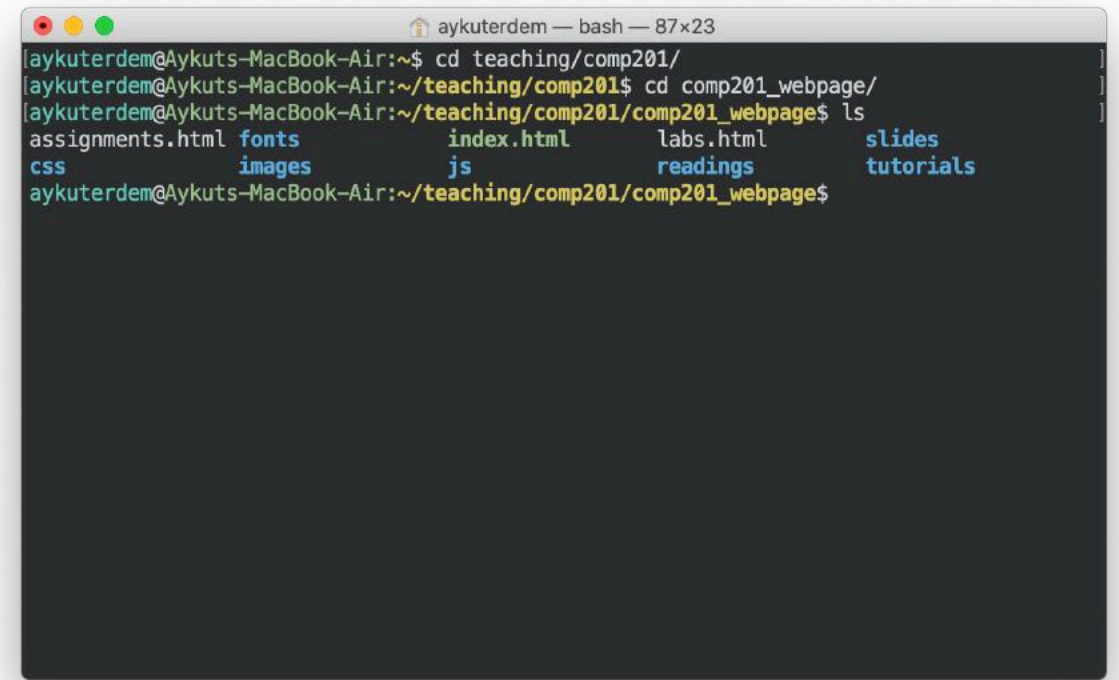 aykuterdem — bash — 87×23
[aykuterdem@Aykuts-MacBook-Air:~$ cd teaching/comp201/ ]
[aykuterdem@Aykuts-MacBook-Air:~/teaching/comp201$ cd comp201_webpage/ ]
[aykuterdem@Aykuts-MacBook-Air:~/teaching/comp201/comp201_webpage$ ls ]
assignments.html fonts index.html labs.html slides
css images js readings tutorials
aykuterdem@Aykuts-MacBook-Air:~/teaching/comp201/comp201_webpage$